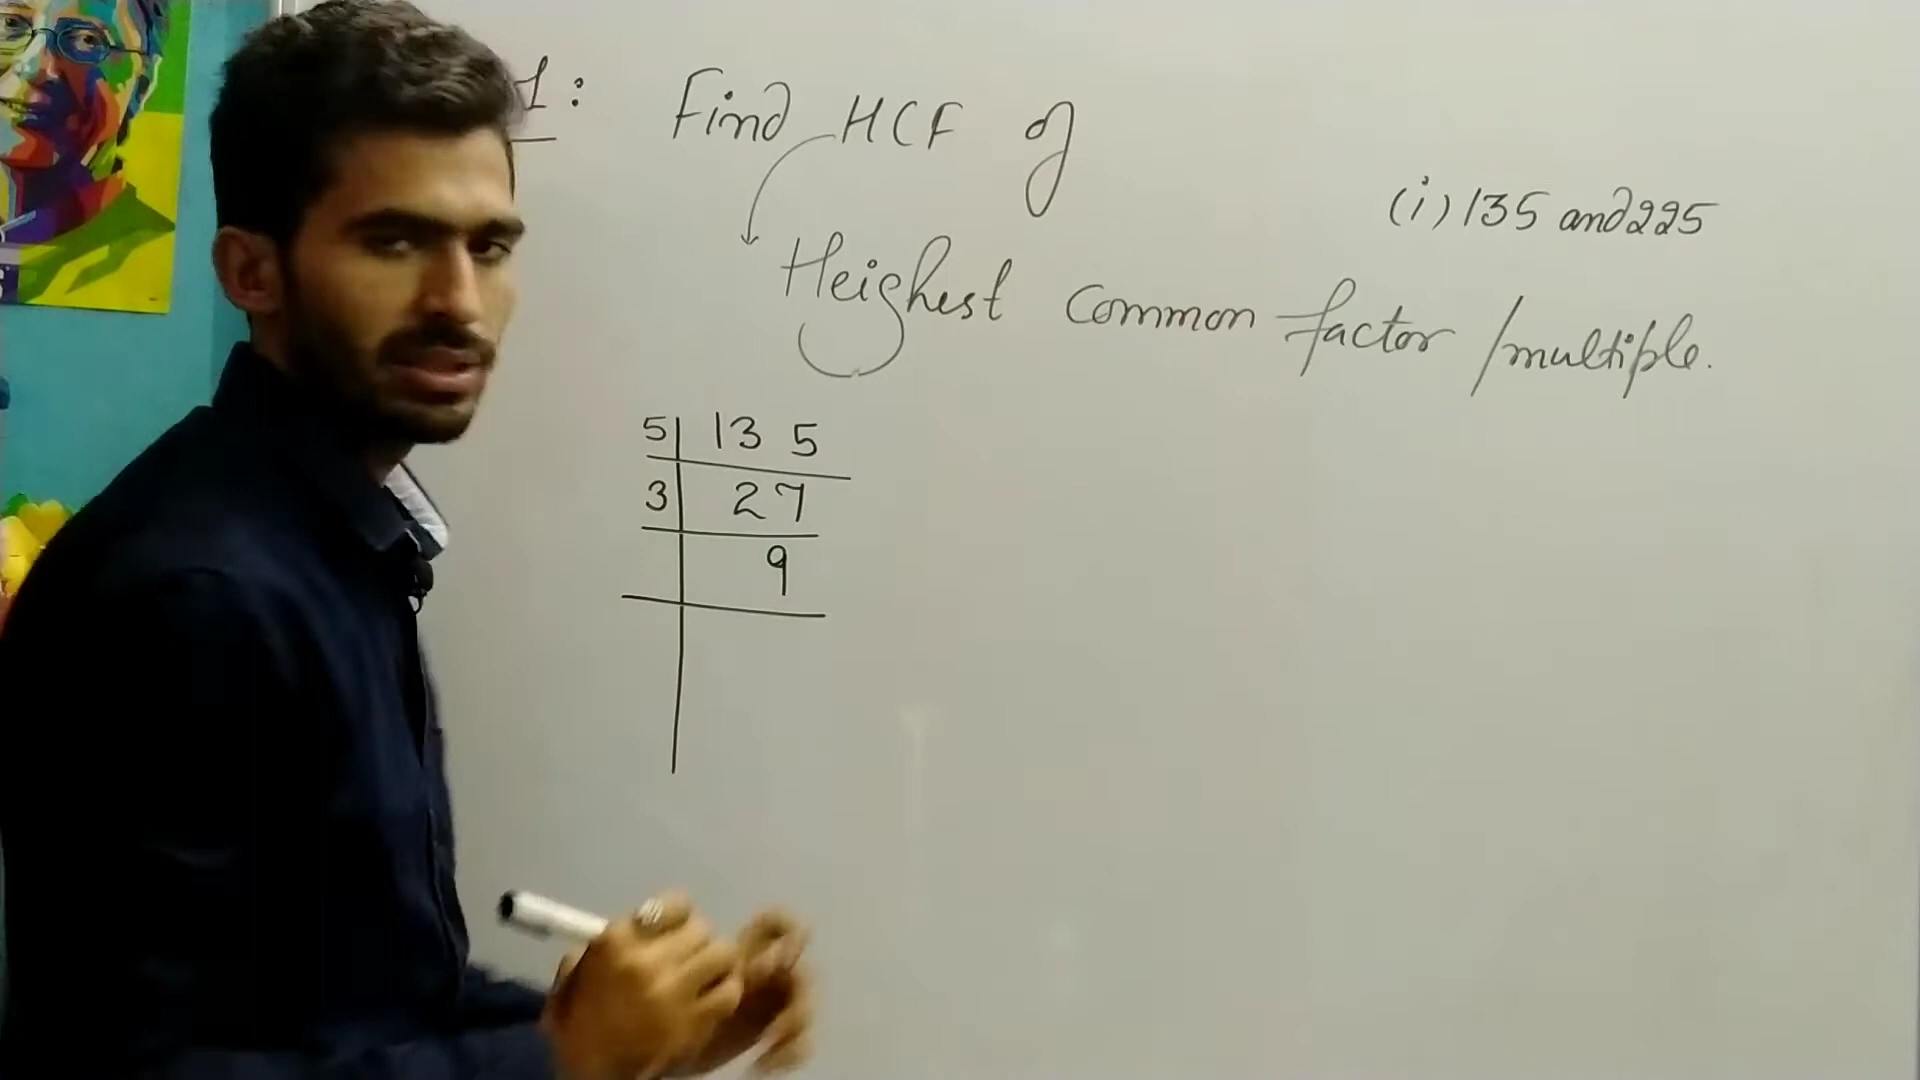 1: Find HCF of
(i) 135 and 225
Heighest common factor /multiple.
5 135
3 27
9